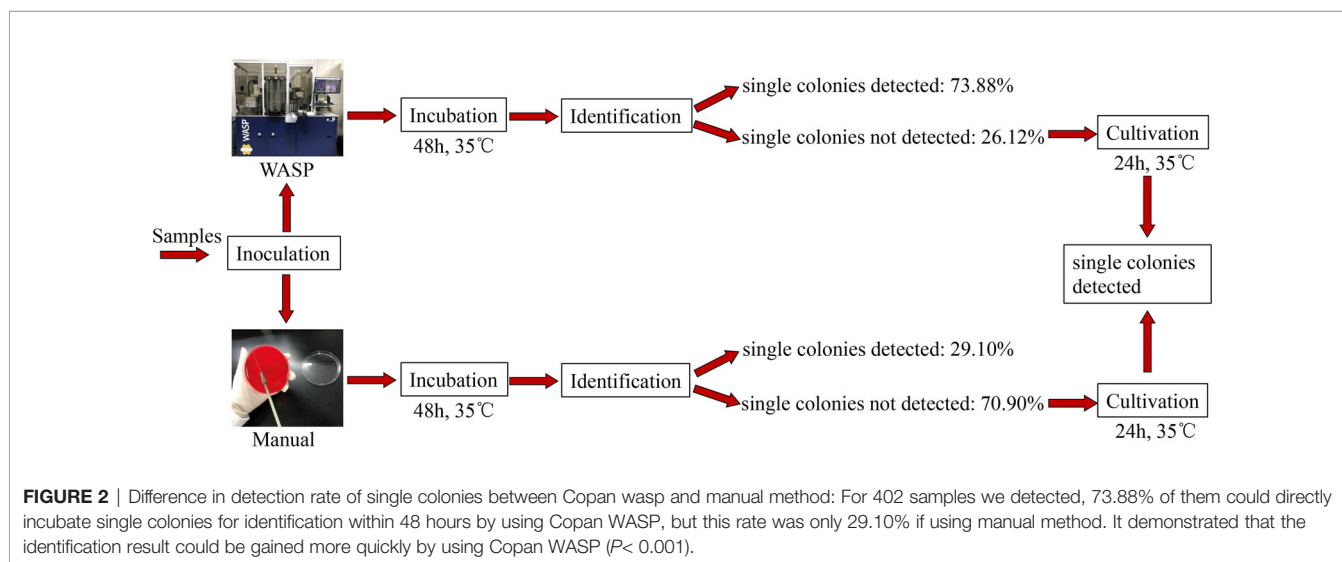 single colonies detected: 73.88%
Incubation
Identification
WASP
single colonies not detected: 26.12%
Cultivation
48h, 35℃
24h, 35℃
WASP
Samples
Inoculation
single colonies
detected
single colonies detected: 29.10%
Incubation
Identification
single colonies not detected: 70.90%
Cultivation
48h, 35℃
24h, 35℃
Manual
FIGURE 2 | Difference in detection rate of single colonies between Copan wasp and manual method: For 402 samples we detected, 73.88% of them could directly
incubate single colonies for identification within 48 hours by using Copan WASP, but this rate was only 29.10% if using manual method. It demonstrated that the
identification result could be gained more quickly by using Copan WASP (P< 0.001).